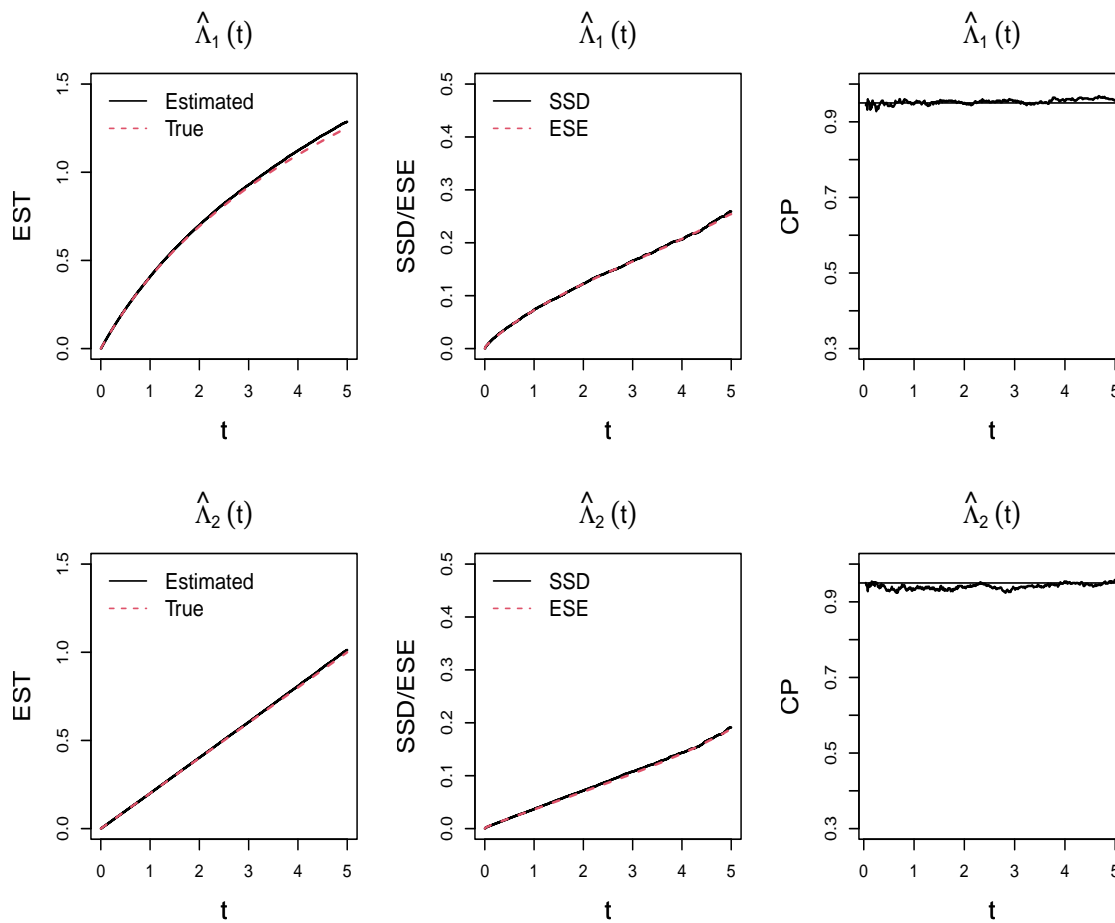 Λ̂₁ (t)
EST
0.0 0.5 1.0 1.5
Estimated
True
0 1 2 3 4 5
t
Λ̂₁ (t)
SSD/ESE
0.0 0.1 0.2 0.3 0.4 0.5
SSD
ESE
0 1 2 3 4 5
t
Λ̂₁ (t)
CP
0.3 0.5 0.7 0.9
0 1 2 3 4 5
t
Λ̂₂ (t)
EST
0.0 0.5 1.0 1.5
Estimated
True
0 1 2 3 4 5
t
Λ̂₂ (t)
SSD/ESE
0.0 0.1 0.2 0.3 0.4 0.5
SSD
ESE
0 1 2 3 4 5
t
Λ̂₂ (t)
CP
0.3 0.5 0.7 0.9
0 1 2 3 4 5
t